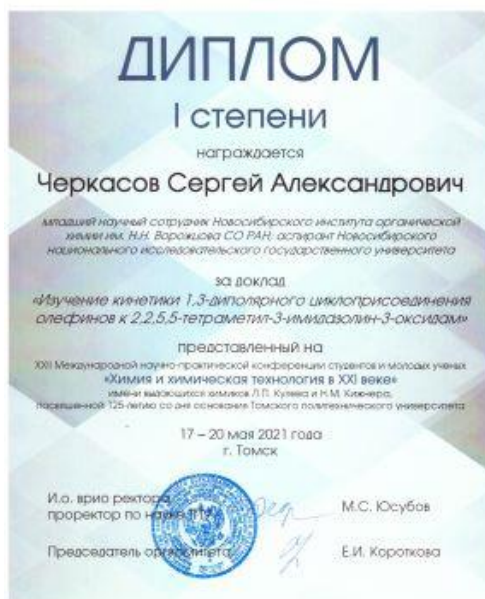 ДИПЛОМ
I степени
награждается
Черкасов Сергей Александрович
младший научный сотрудник Новосибирского института органической
химии им. Н.Н. Ворожцова СО РАН; аспирант Новосибирского
национального исследовательского государственного университета
за доклад
«Изучение кинетики 1,3-диполярного циклоприсоединения
олефинов к 2,2,5,5-тетраметил-3-имидазолин-3-оксидам»
представленный на
XXII Международной научно-практической конференции студентов и молодых ученых
«Химия и химическая технология в XXI веке»
имени выдающихся химиков Л.П. Кулева и Н.М. Кижнера,
посвященной 125-летию со дня основания Томского политехнического университета
17 – 20 мая 2021 года
г. Томск
И.о. врио ректора
проректор по науке ТПУ
М.С. Юсубов
Председатель оргкомитета
Е.И. Короткова